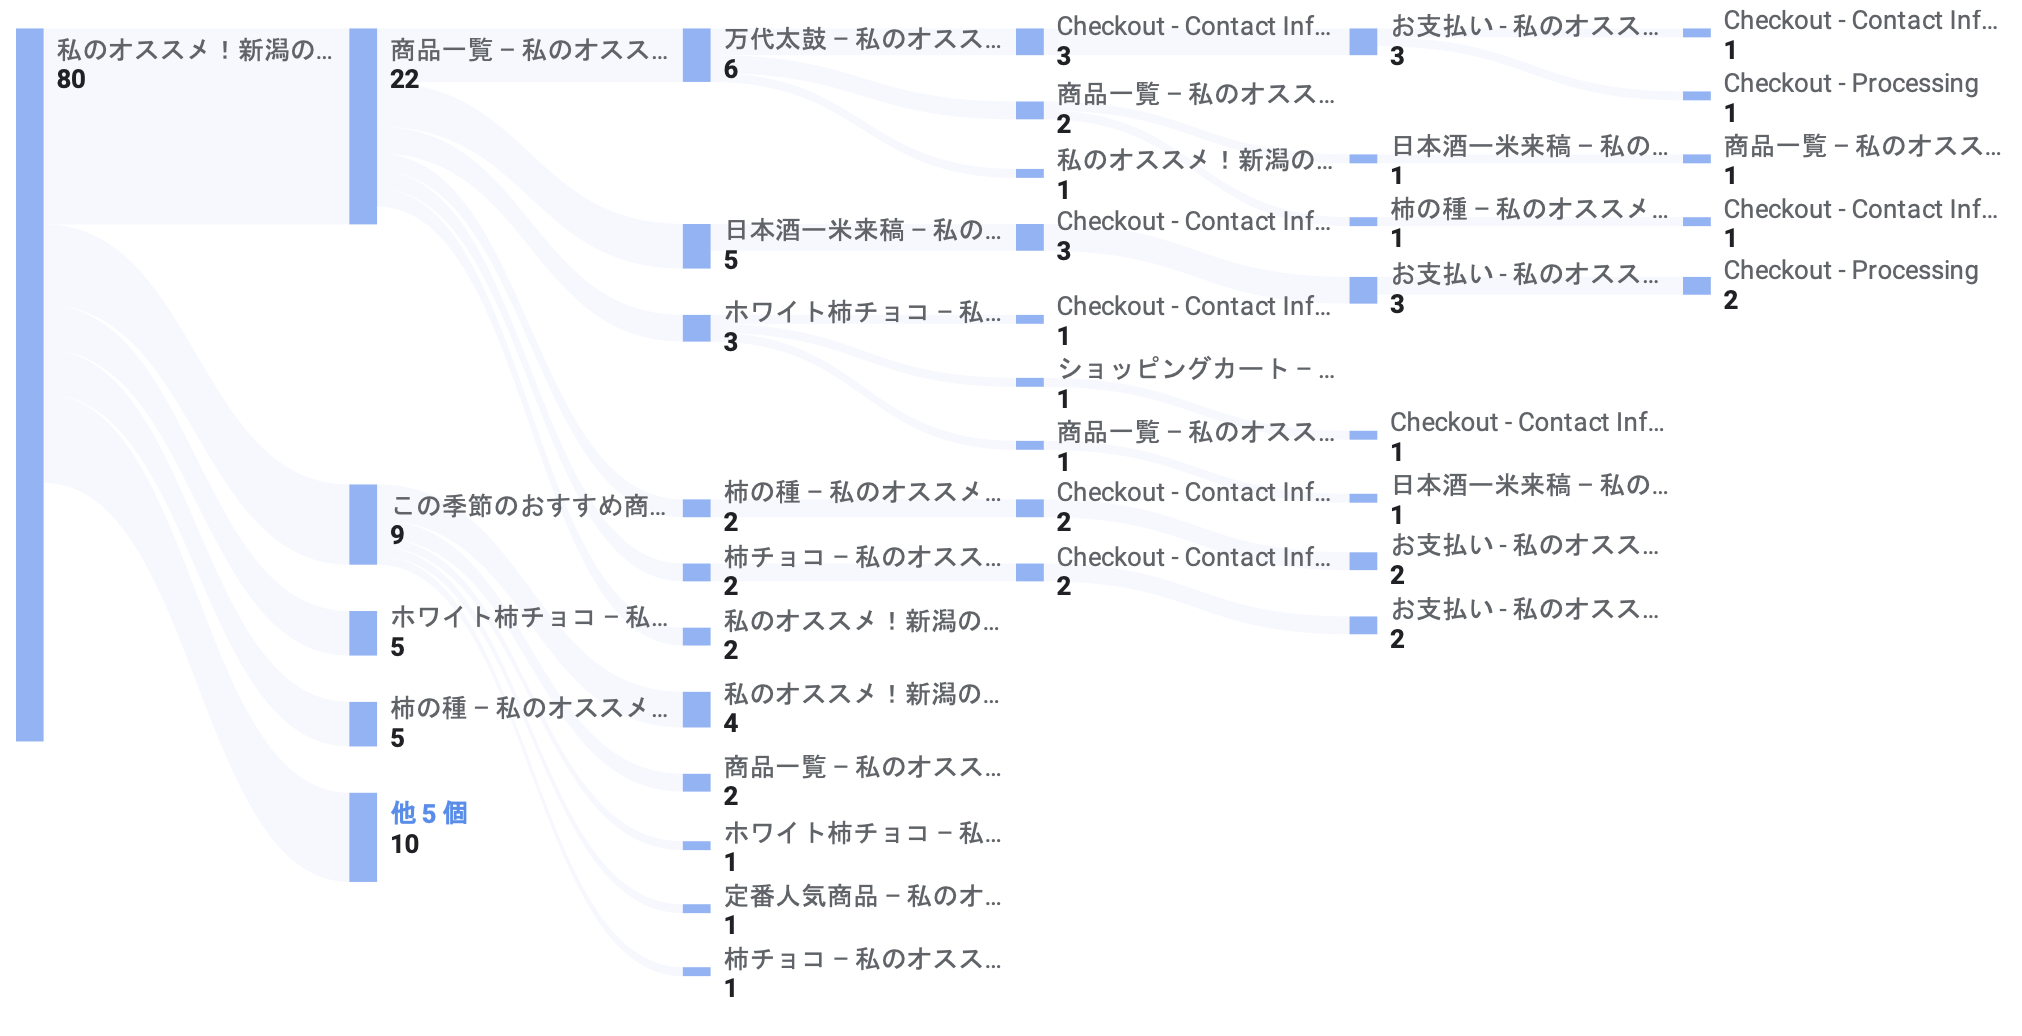 私のオススメ！新潟の...
80
商品一覧 – 私のオスス...
22
この季節のおすすめ商...
9
ホワイト柿チョコ – 私...
5
柿の種 – 私のオススメ...
5
他 5 個
10
万代太鼓 – 私のオスス...
6
日本酒一米来稿 – 私の...
5
ホワイト柿チョコ – 私...
3
柿の種 – 私のオススメ...
2
柿チョコ – 私のオスス...
2
私のオススメ！新潟の...
2
私のオススメ！新潟の...
4
商品一覧 – 私のオスス...
2
ホワイト柿チョコ – 私...
1
定番人気商品 – 私のオ...
1
柿チョコ – 私のオスス...
1
Checkout - Contact Inf...
3
商品一覧 – 私のオスス...
2
私のオススメ！新潟の...
1
Checkout - Contact Inf...
3
Checkout - Contact Inf...
1
ショッピングカート – ...
1
商品一覧 – 私のオスス...
1
Checkout - Contact Inf...
2
Checkout - Contact Inf...
2
お支払い - 私のオスス...
3
日本酒一米来稿 – 私の...
1
柿の種 – 私のオススメ...
1
お支払い - 私のオスス...
3
Checkout - Contact Inf...
1
日本酒一米来稿 – 私の...
1
お支払い - 私のオスス...
2
お支払い - 私のオスス...
2
Checkout - Contact Inf...
1
Checkout - Processing
1
商品一覧 – 私のオスス...
1
Checkout - Contact Inf...
1
Checkout - Processing
2